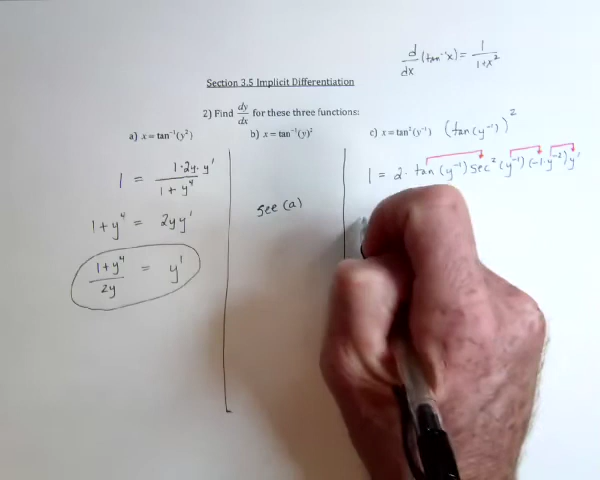 d/dx (tan⁻¹x) = 1/(1+x²)
Section 3.5 Implicit Differentiation
2) Find dy/dx for these three functions:
a) x = tan⁻¹(y²)
b) x = tan⁻¹(y)²
c) x = tan²(y⁻¹) (tan(y⁻¹))²
1 = 1·2y·y'/(1+y⁴)
1+y⁴ = 2yy'
(1+y⁴)/2y = y'
see (a)
1 = 2·tan(y⁻¹)sec²(y⁻¹)(-1·y⁻²)y'